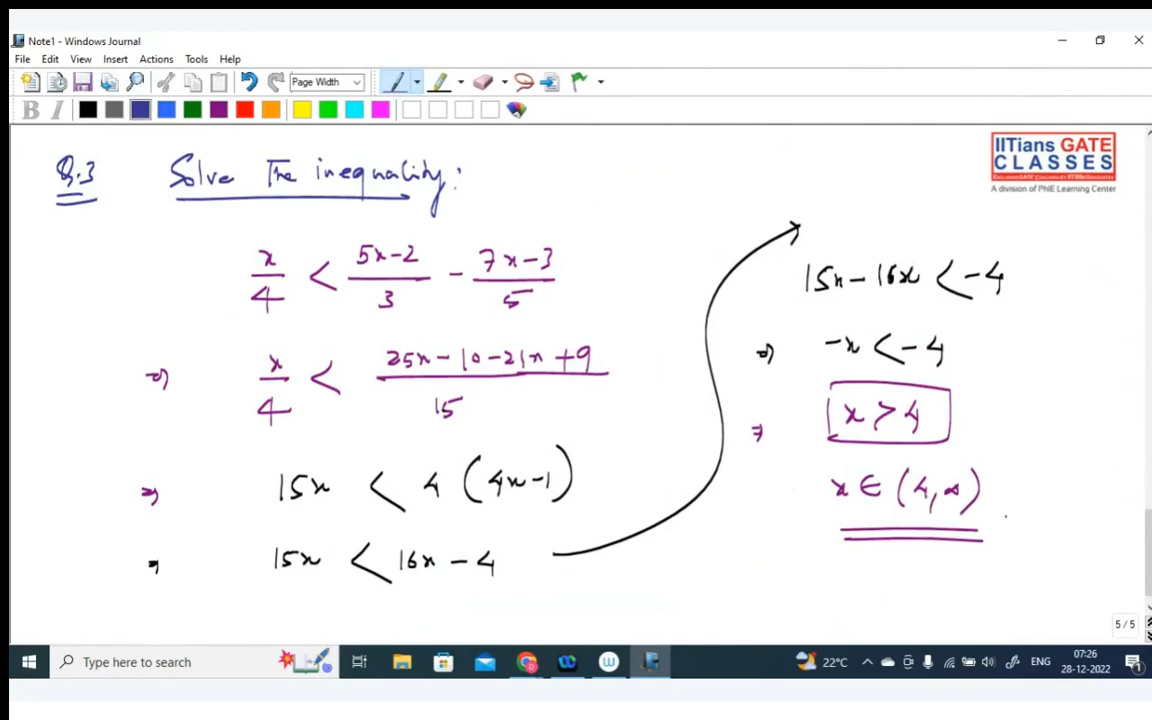 Note1 - Windows Journal
File Edit View Insert Actions Tools Help
Page Width
B I
IITians GATE
CLASSES
A division of PhIE Learning Center
Q.3 Solve The inequality:
x/4 < (5x-2)/3 - (7x-3)/5
⇒ x/4 < (25x-10-21x+9)/15
⇒ 15x < 4(4x-1)
⇒ 15x < 16x-4
15x-16x < -4
⇒ -x < -4
⇒ x > 4
x ∈ (4,∞)
5 / 5
Type here to search
22°C
ENG
07:26
28-12-2022
1